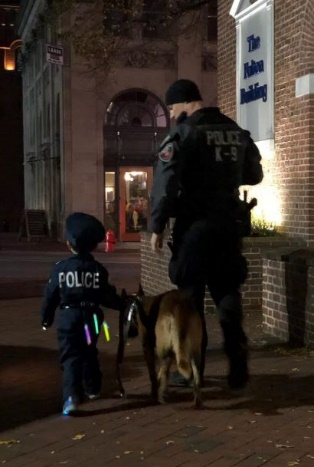 The
Fulton
Building
POLICE
K-9
POLICE